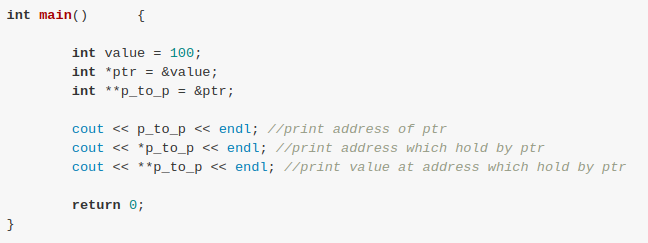 int main()      {
int value = 100;
int *ptr = &value;
int **p_to_p = &ptr;
cout << p_to_p << endl; //print address of ptr
cout << *p_to_p << endl; //print address which hold by ptr
cout << **p_to_p << endl; //print value at address which hold by ptr
return 0;
}